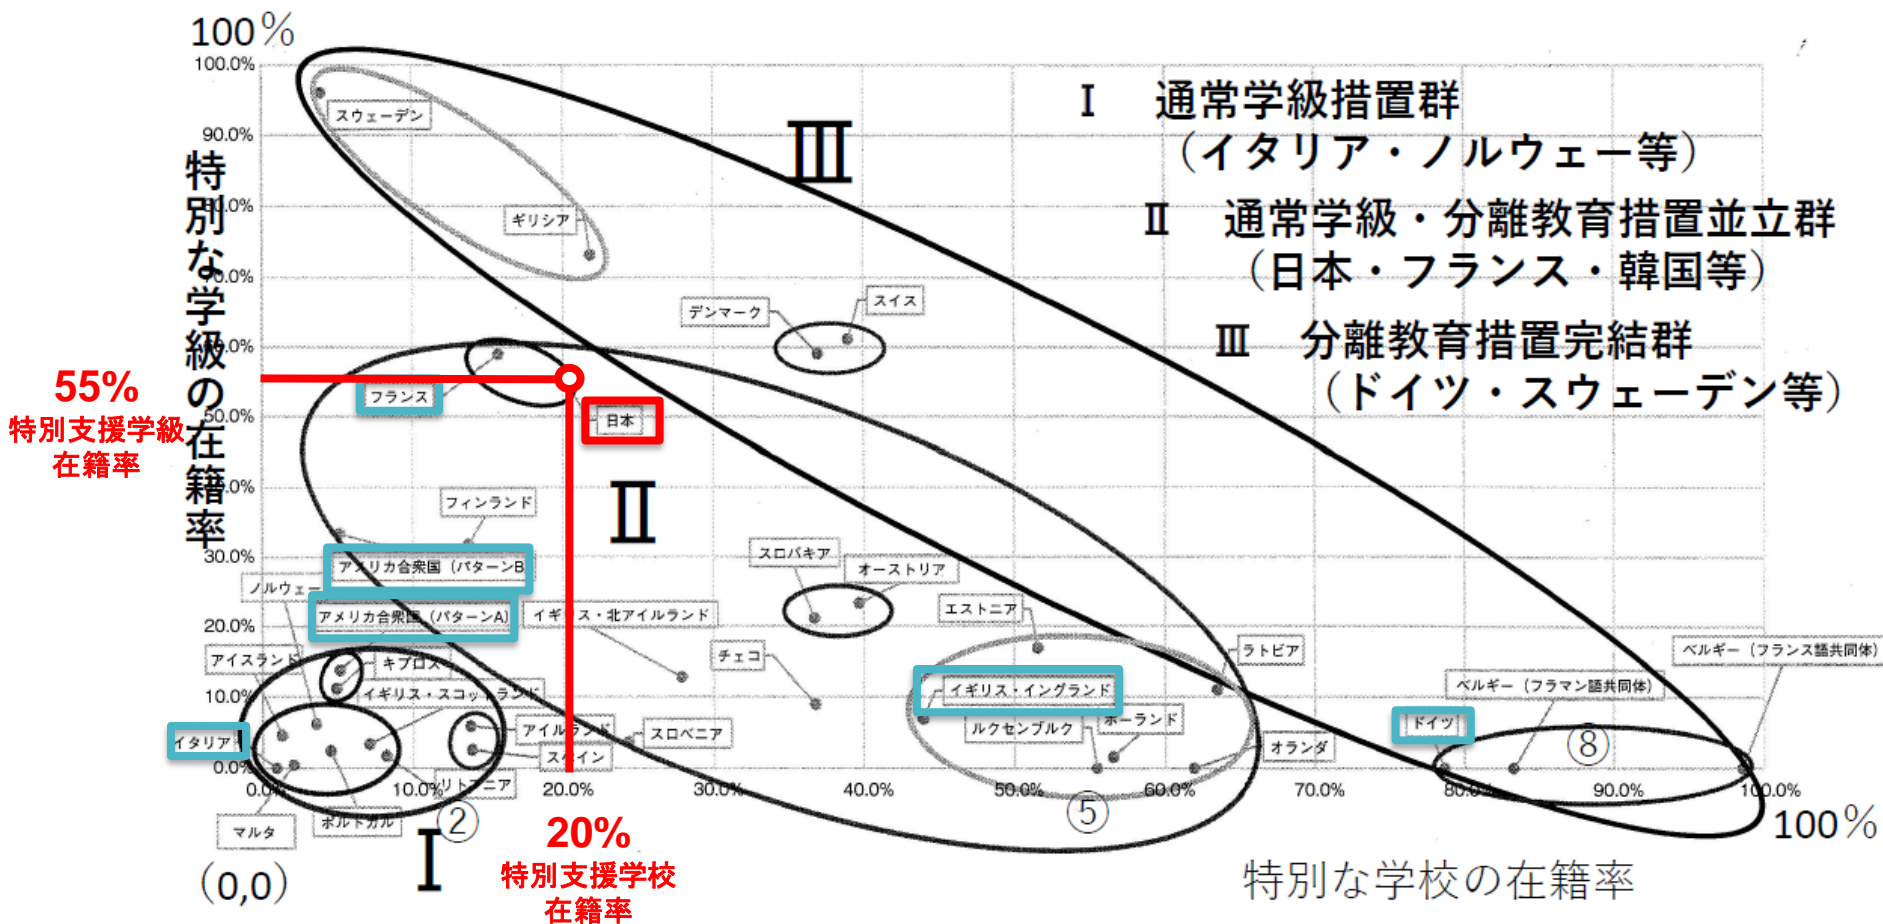 100%
100.0%
スウェーデン
90.0%
Ⅲ
Ⅰ 通常学級措置群
(イタリア・ノルウェー等)
特別な学級の在籍率
80.0%
ギリシア
Ⅱ 通常学級・分離教育措置並立群
(日本・フランス・韓国等)
70.0%
デンマーク
スイス
Ⅲ 分離教育措置完結群
(ドイツ・スウェーデン等)
60.0%
55%
特別支援学級
在籍率
フランス
日本
50.0%
40.0%
フィンランド
Ⅱ
30.0%
アメリカ合衆国(パターンB)
スロバキア
オーストリア
ノルウェー
アメリカ合衆国(パターンA)
イギリス・北アイルランド
エストニア
20.0%
アイスランド
キプロス
チェコ
ラトビア
ベルギー(フランス語共同体)
10.0%
イギリス・スコットランド
イギリス・イングランド
ベルギー(フラマン語共同体)
イタリア
アイルランド
スロベニア
ルクセンブルク
ポーランド
ドイツ
スペイン
オランダ
⑧
0.0%
リトアニア
0.0% 10.0% 20.0% 30.0% 40.0% 50.0% 60.0% 70.0% 80.0% 90.0% 100.0%
マルタ
ポルトガル
②
⑤
100%
(0,0)
Ⅰ
20%
特別支援学校
在籍率
特別な学校の在籍率